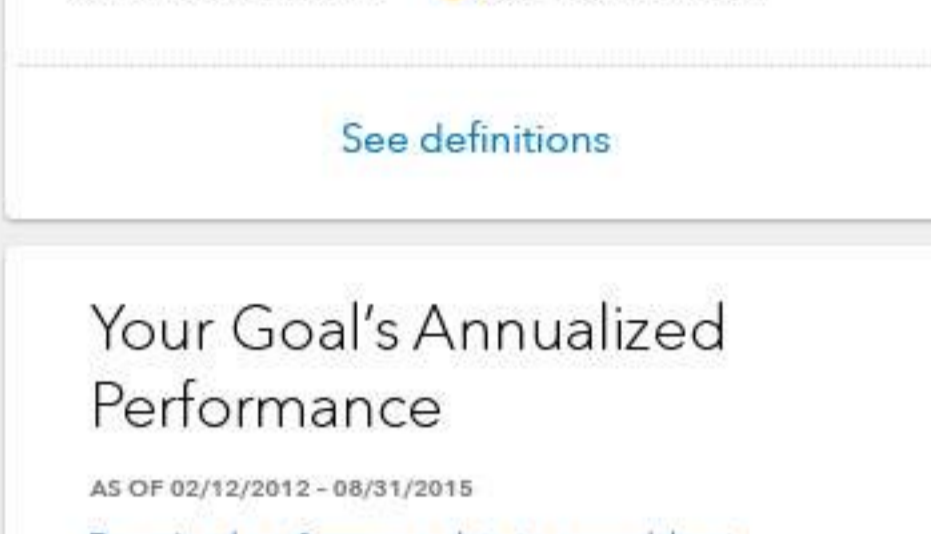 See definitions
Your Goal's Annualized
Performance
AS OF 02/12/2012 - 08/31/2015